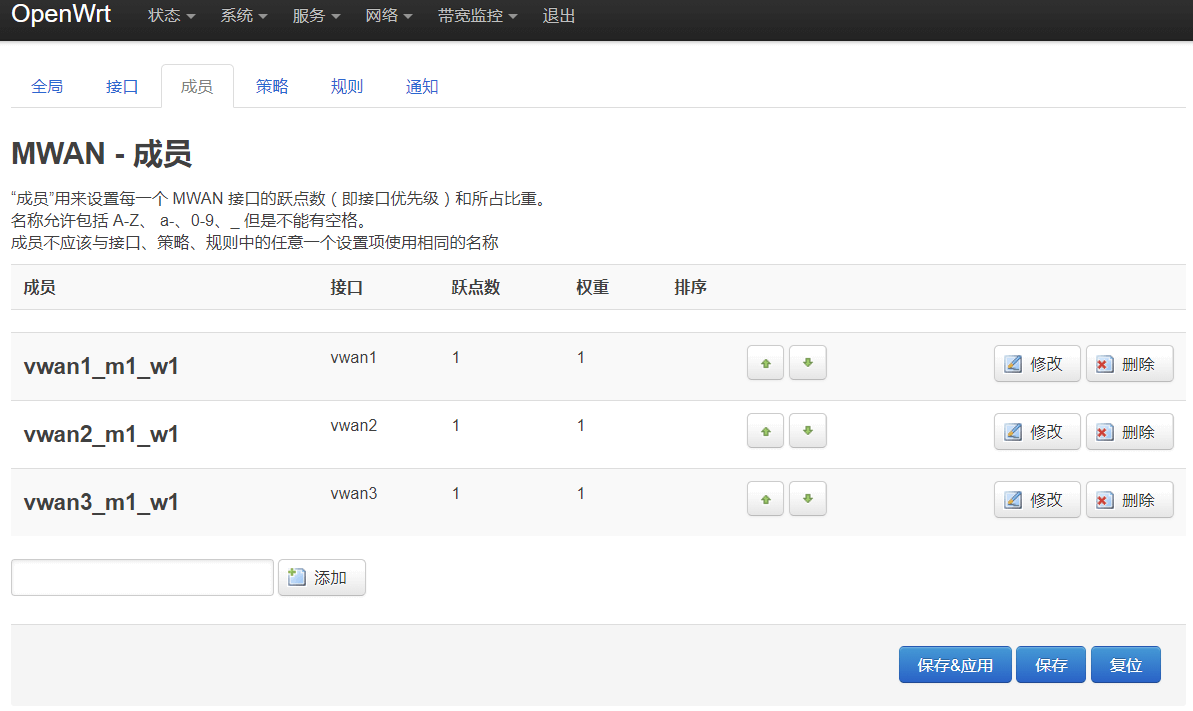 OpenWrt 状态 系统 服务 网络 带宽监控 退出
全局 接口 成员 策略 规则 通知
MWAN - 成员
“成员”用来设置每一个 MWAN 接口的跃点数（即接口优先级）和所占比重。
名称允许包括 A-Z、 a-、0-9、_ 但是不能有空格。
成员不应该与接口、策略、规则中的任意一个设置项使用相同的名称
成员 接口 跃点数 权重 排序
vwan1_m1_w1 vwan1 1 1 修改 删除
vwan2_m1_w1 vwan2 1 1 修改 删除
vwan3_m1_w1 vwan3 1 1 修改 删除
添加
保存&应用 保存 复位